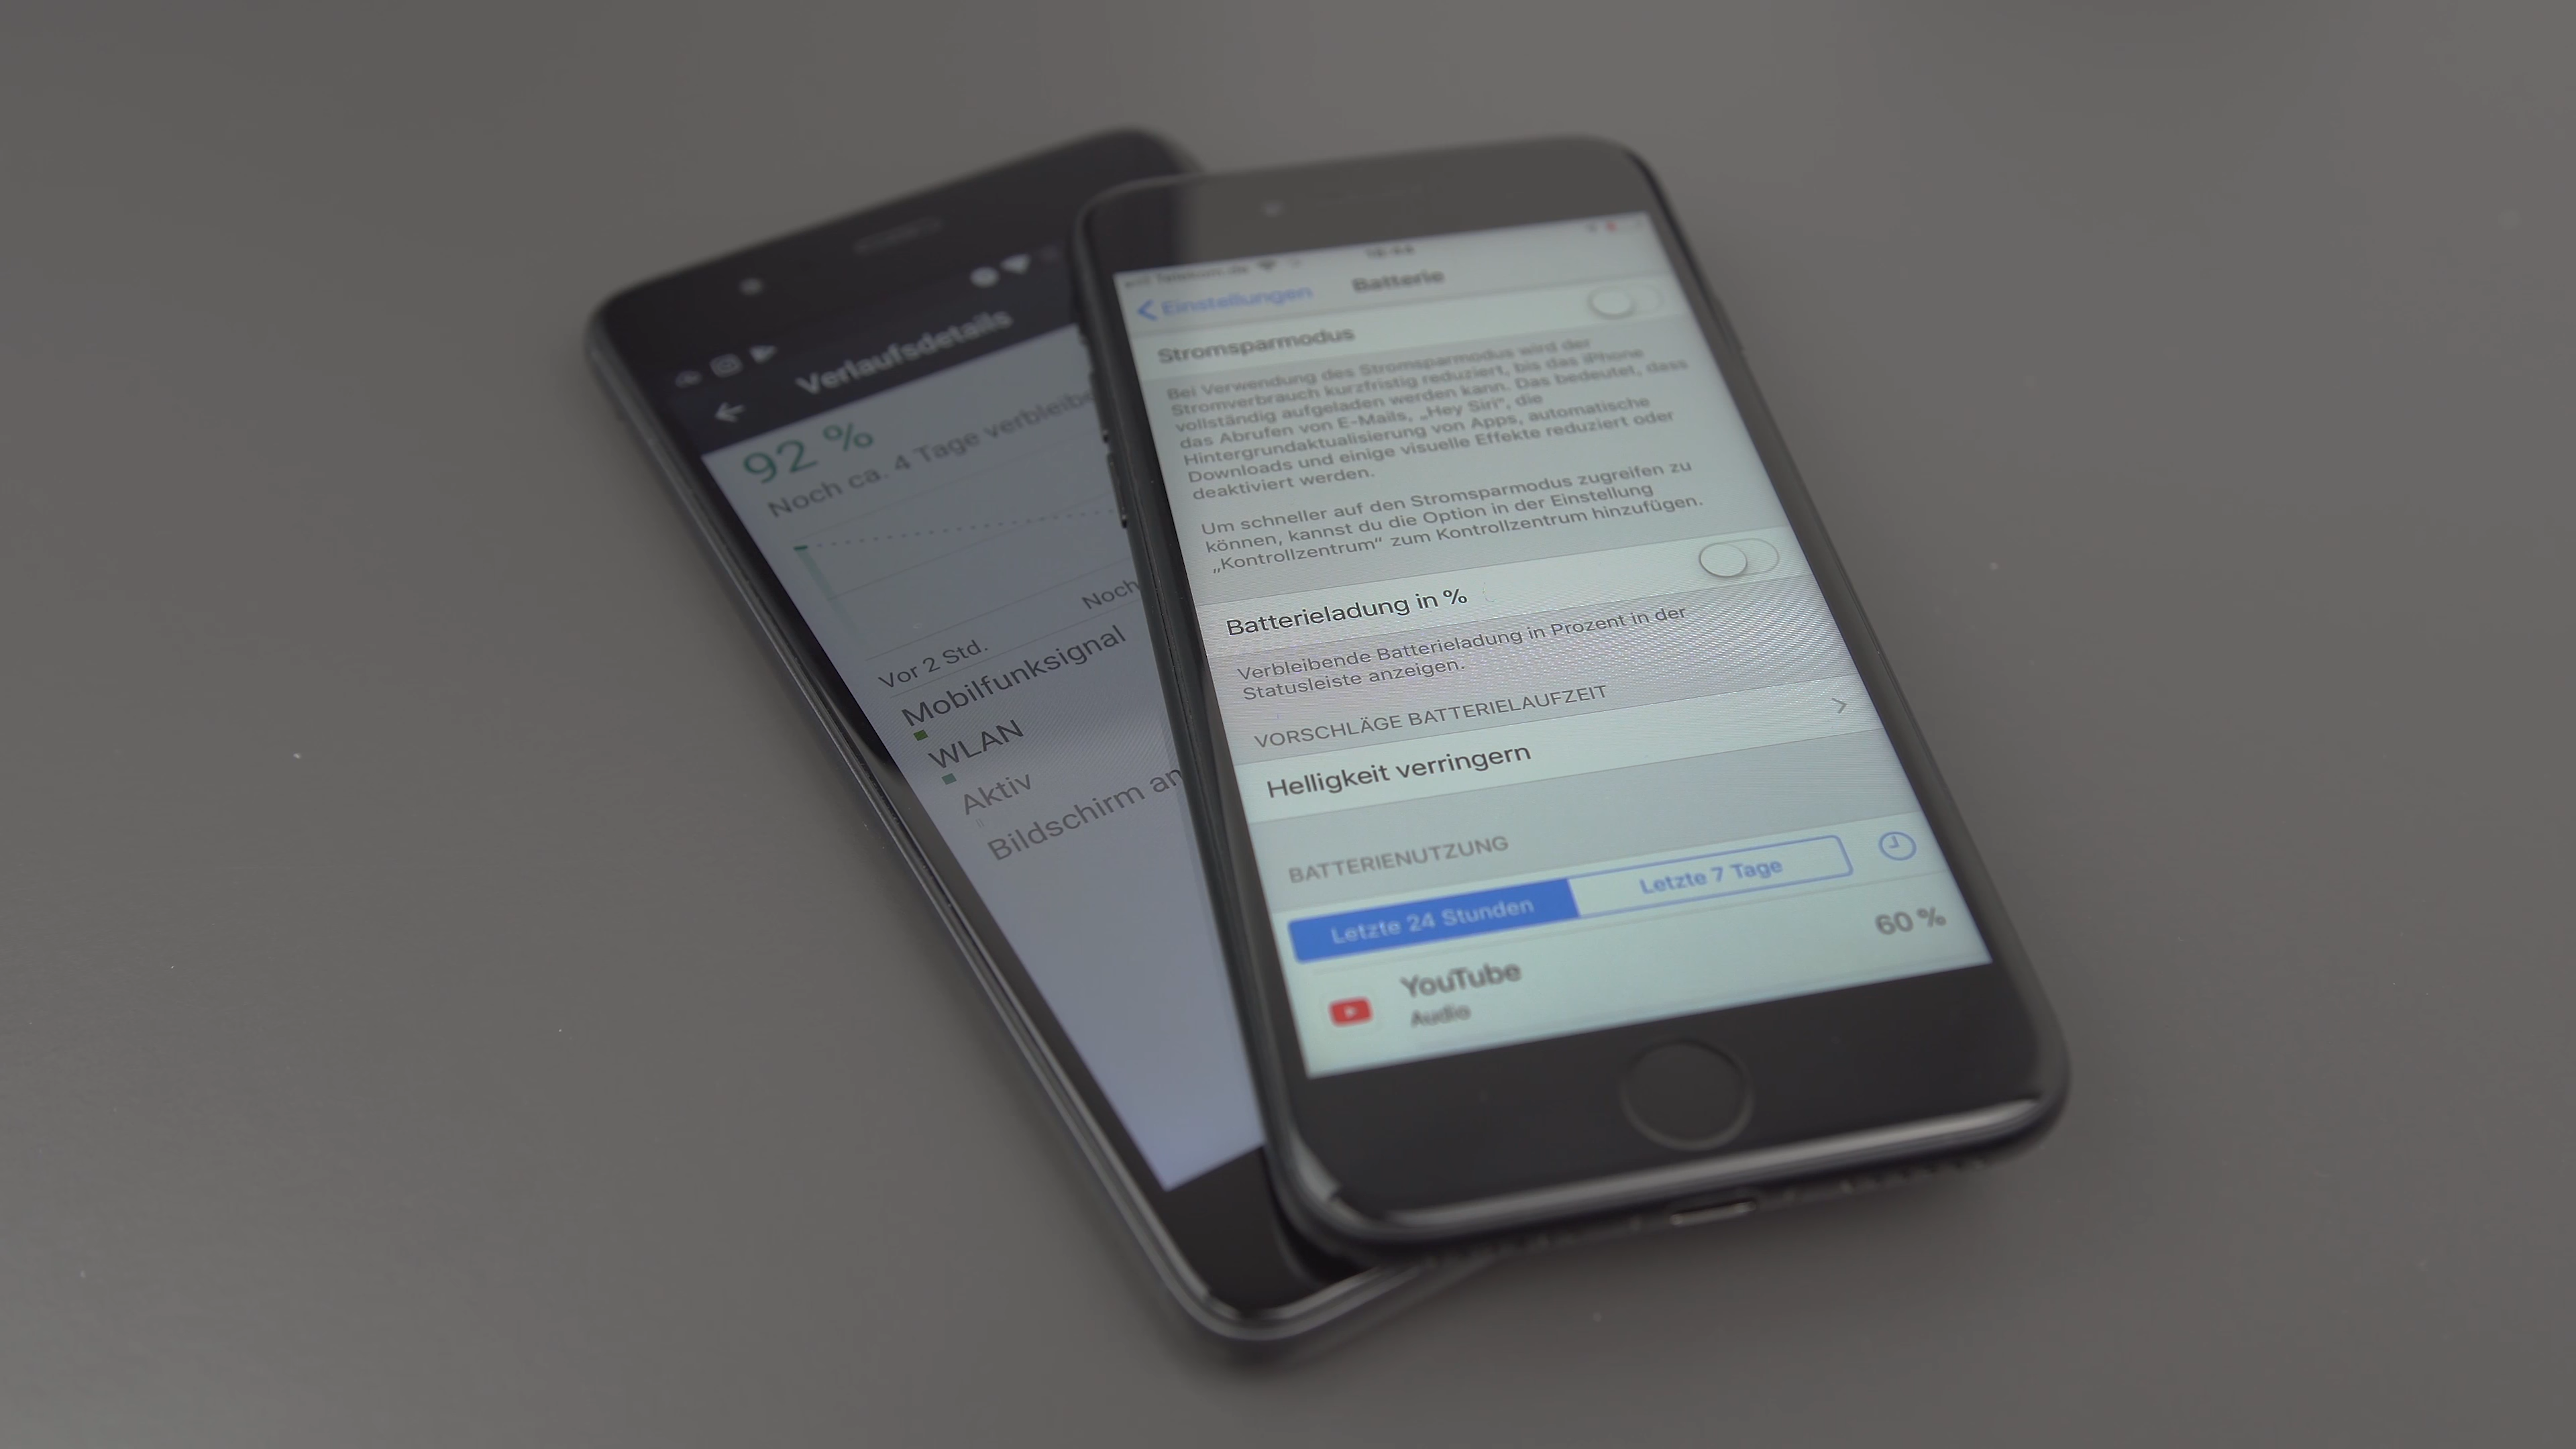 Verlaufsdetails
92 %
Noch ca. 4 Tage
Noch
Vor 2 Std.
Mobilfunksignal
WLAN
Aktiv
Bildschirm an
Telekom.de
Einstellungen
Batterie
Stromsparmodus
Bei Verwendung des Stromsparmodus wird der
Stromverbrauch kurzfristig reduziert, bis das iPhone
vollständig aufgeladen werden kann. Das bedeutet, dass
das Abrufen von E-Mails, „Hey Siri“, die
Hintergrundaktualisierung von Apps, automatische
Downloads und einige visuelle Effekte reduziert oder
deaktiviert werden.
Um schneller auf den Stromsparmodus zugreifen zu
können, kannst du die Option in der Einstellung
„Kontrollzentrum“ zum Kontrollzentrum hinzufügen.
Batterieladung in %
Verbleibende Batterieladung in Prozent in der
Statusleiste anzeigen.
VORSCHLÄGE BATTERIELAUFZEIT
Helligkeit verringern
BATTERIENUTZUNG
Letzte 24 Stunden
Letzte 7 Tage
YouTube
60 %
Audio